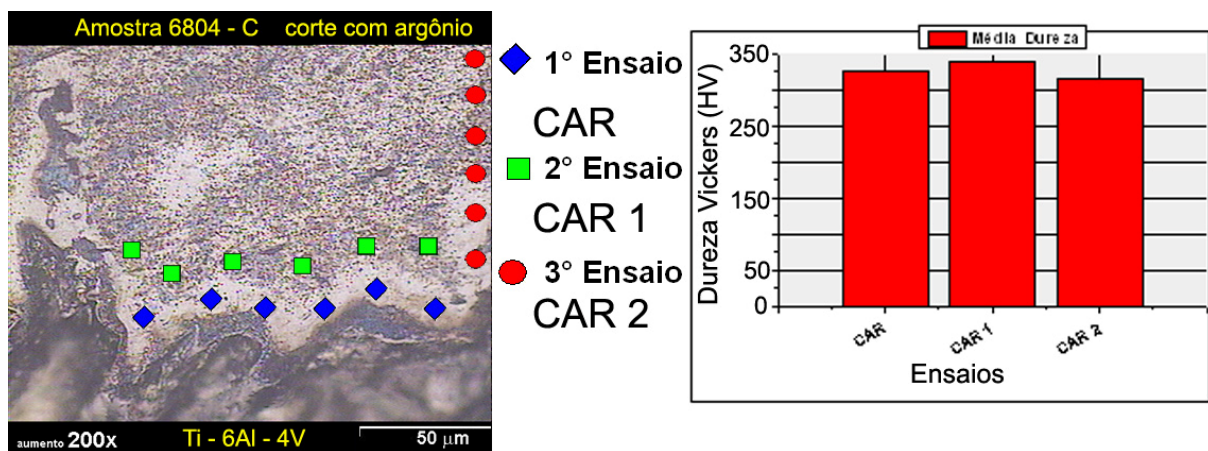 Amostra 6804 - C corte com argônio
aumento 200x
Ti - 6Al - 4V
50 µm
1° Ensaio
CAR
2° Ensaio
CAR 1
3° Ensaio
CAR 2
Média Dureza
Dureza Vickers (HV)
350
250
150
50
0
CAR
CAR 1
CAR 2
Ensaios